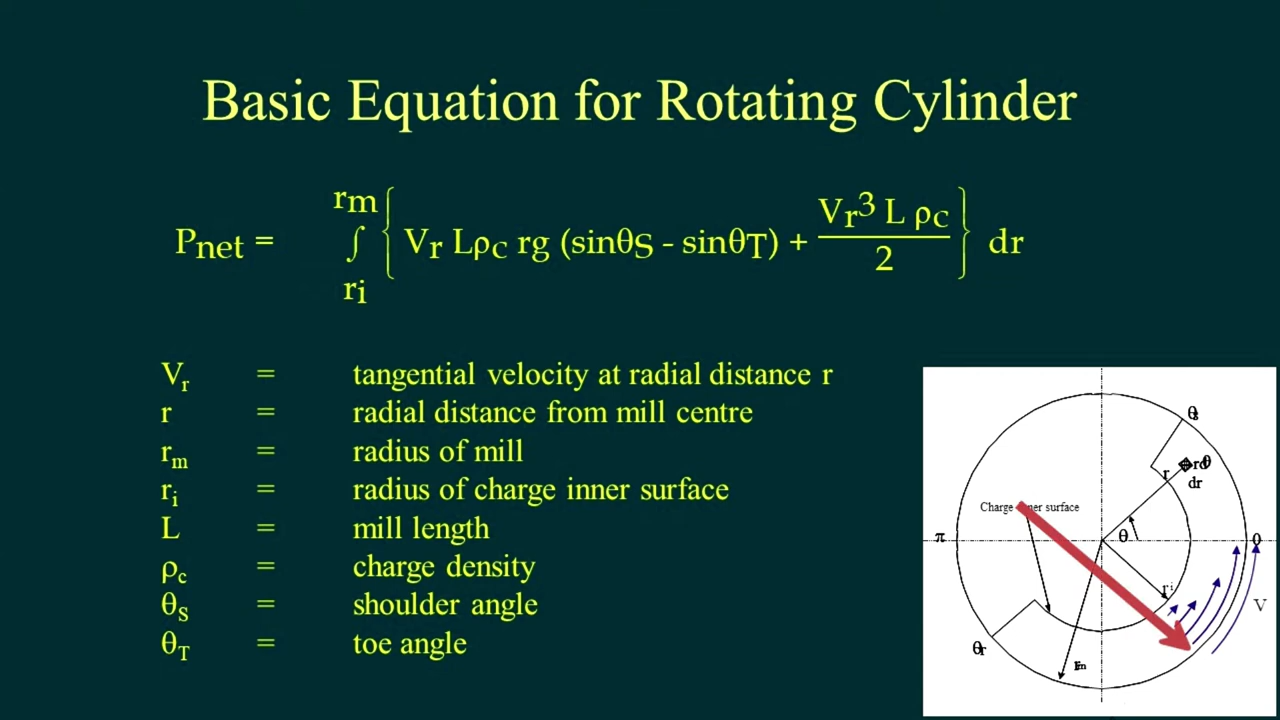 Basic Equation for Rotating Cylinder
Pnet = ∫ rm ri { Vr Lρc rg (sinθS - sinθT) + Vr3 L ρc / 2 } dr
Vr = tangential velocity at radial distance r
r = radial distance from mill centre
rm = radius of mill
ri = radius of charge inner surface
L = mill length
ρc = charge density
θS = shoulder angle
θT = toe angle
θs
rdθ
r
dr
Charge surface
π
θ
0
ri
V
θT
rm